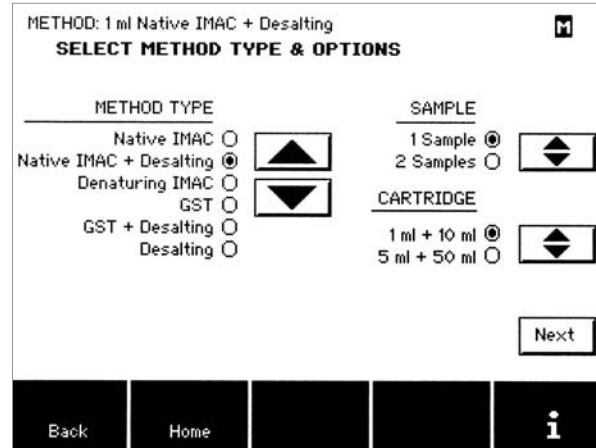 METHOD: 1 ml Native IMAC + Desalting
M
SELECT METHOD TYPE & OPTIONS
METHOD TYPE
Native IMAC
Native IMAC + Desalting
Denaturing IMAC
GST
GST + Desalting
Desalting
SAMPLE
1 Sample
2 Samples
CARTRIDGE
1 ml + 10 ml
5 ml + 50 ml
Next
Back
Home
i